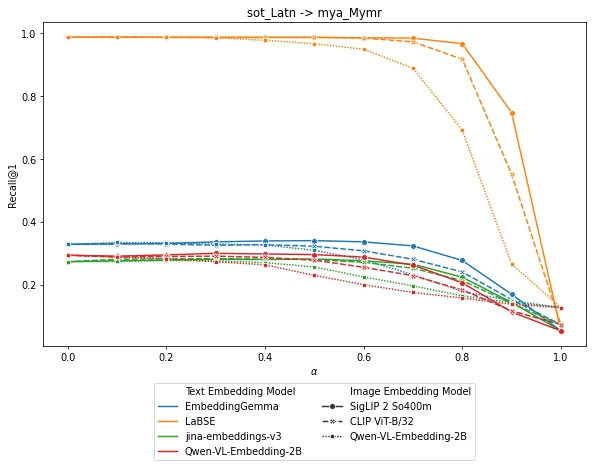 sot_Latn -> mya_Mymr
1.0
0.8
0.6
0.4
0.2
Recall@1
0.0 0.2 0.4 0.6 0.8 1.0
α
Text Embedding Model
EmbeddingGemma
LaBSE
jina-embeddings-v3
Qwen-VL-Embedding-2B
Image Embedding Model
SigLIP 2 So400m
CLIP ViT-B/32
Qwen-VL-Embedding-2B